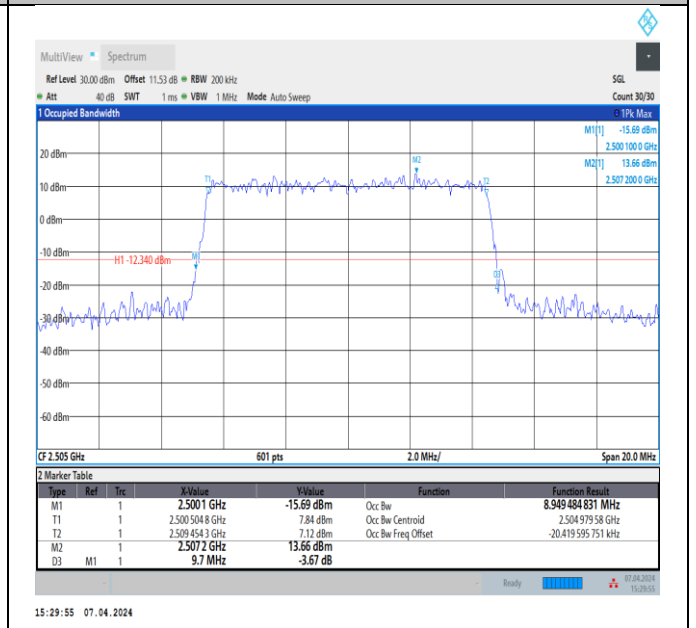 MultiView Spectrum
Ref Level 30.00 dBm Offset 11.53 dB RBW 200 kHz SGL
Att 40 dB SWT 1 ms VBW 1 MHz Mode Auto Sweep Count 30/30
1 Occupied Bandwidth 1Pk Max
M1[1] -15.69 dBm
2.500 100 0 GHz
M2[1] 13.66 dBm
2.507 200 0 GHz
20 dBm
M2
T1
T2
10 dBm
0 dBm
-10 dBm
H1 -12.340 dBm
M1
D3
-20 dBm
-30 dBm
-40 dBm
-50 dBm
-60 dBm
CF 2.505 GHz 601 pts 2.0 MHz/ Span 20.0 MHz
2 Marker Table
Type Ref Trc X-Value Y-Value Function Function Result
M1 1 2.5001 GHz -15.69 dBm Occ Bw 8.949 484 831 MHz
T1 1 2.500 504 8 GHz 7.84 dBm Occ Bw Centroid 2.504 979 58 GHz
T2 1 2.509 454 3 GHz 7.12 dBm Occ Bw Freq Offset -20.419 595 751 kHz
M2 1 2.507 2 GHz 13.66 dBm
D3 M1 1 9.7 MHz -3.67 dB
Ready 07.04.2024
15:29:55
15:29:55 07.04.2024